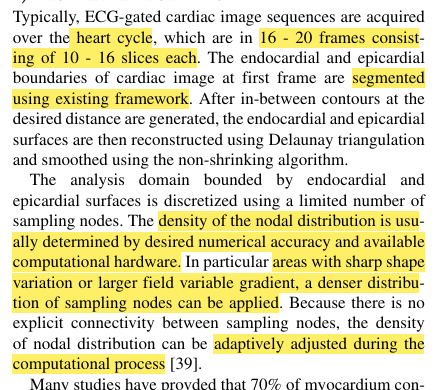 Typically, ECG-gated cardiac image sequences are acquired
over the heart cycle, which are in 16 - 20 frames consist-
ing of 10 - 16 slices each. The endocardial and epicardial
boundaries of cardiac image at first frame are segmented
using existing framework. After in-between contours at the
desired distance are generated, the endocardial and epicardial
surfaces are then reconstructed using Delaunay triangulation
and smoothed using the non-shrinking algorithm.
The analysis domain bounded by endocardial and
epicardial surfaces is discretized using a limited number of
sampling nodes. The density of the nodal distribution is usu-
ally determined by desired numerical accuracy and available
computational hardware. In particular areas with sharp shape
variation or larger field variable gradient, a denser distribu-
tion of sampling nodes can be applied. Because there is no
explicit connectivity between sampling nodes, the density
of nodal distribution can be adaptively adjusted during the
computational process [39].
Many studies have provded that 70% of myocardium con-